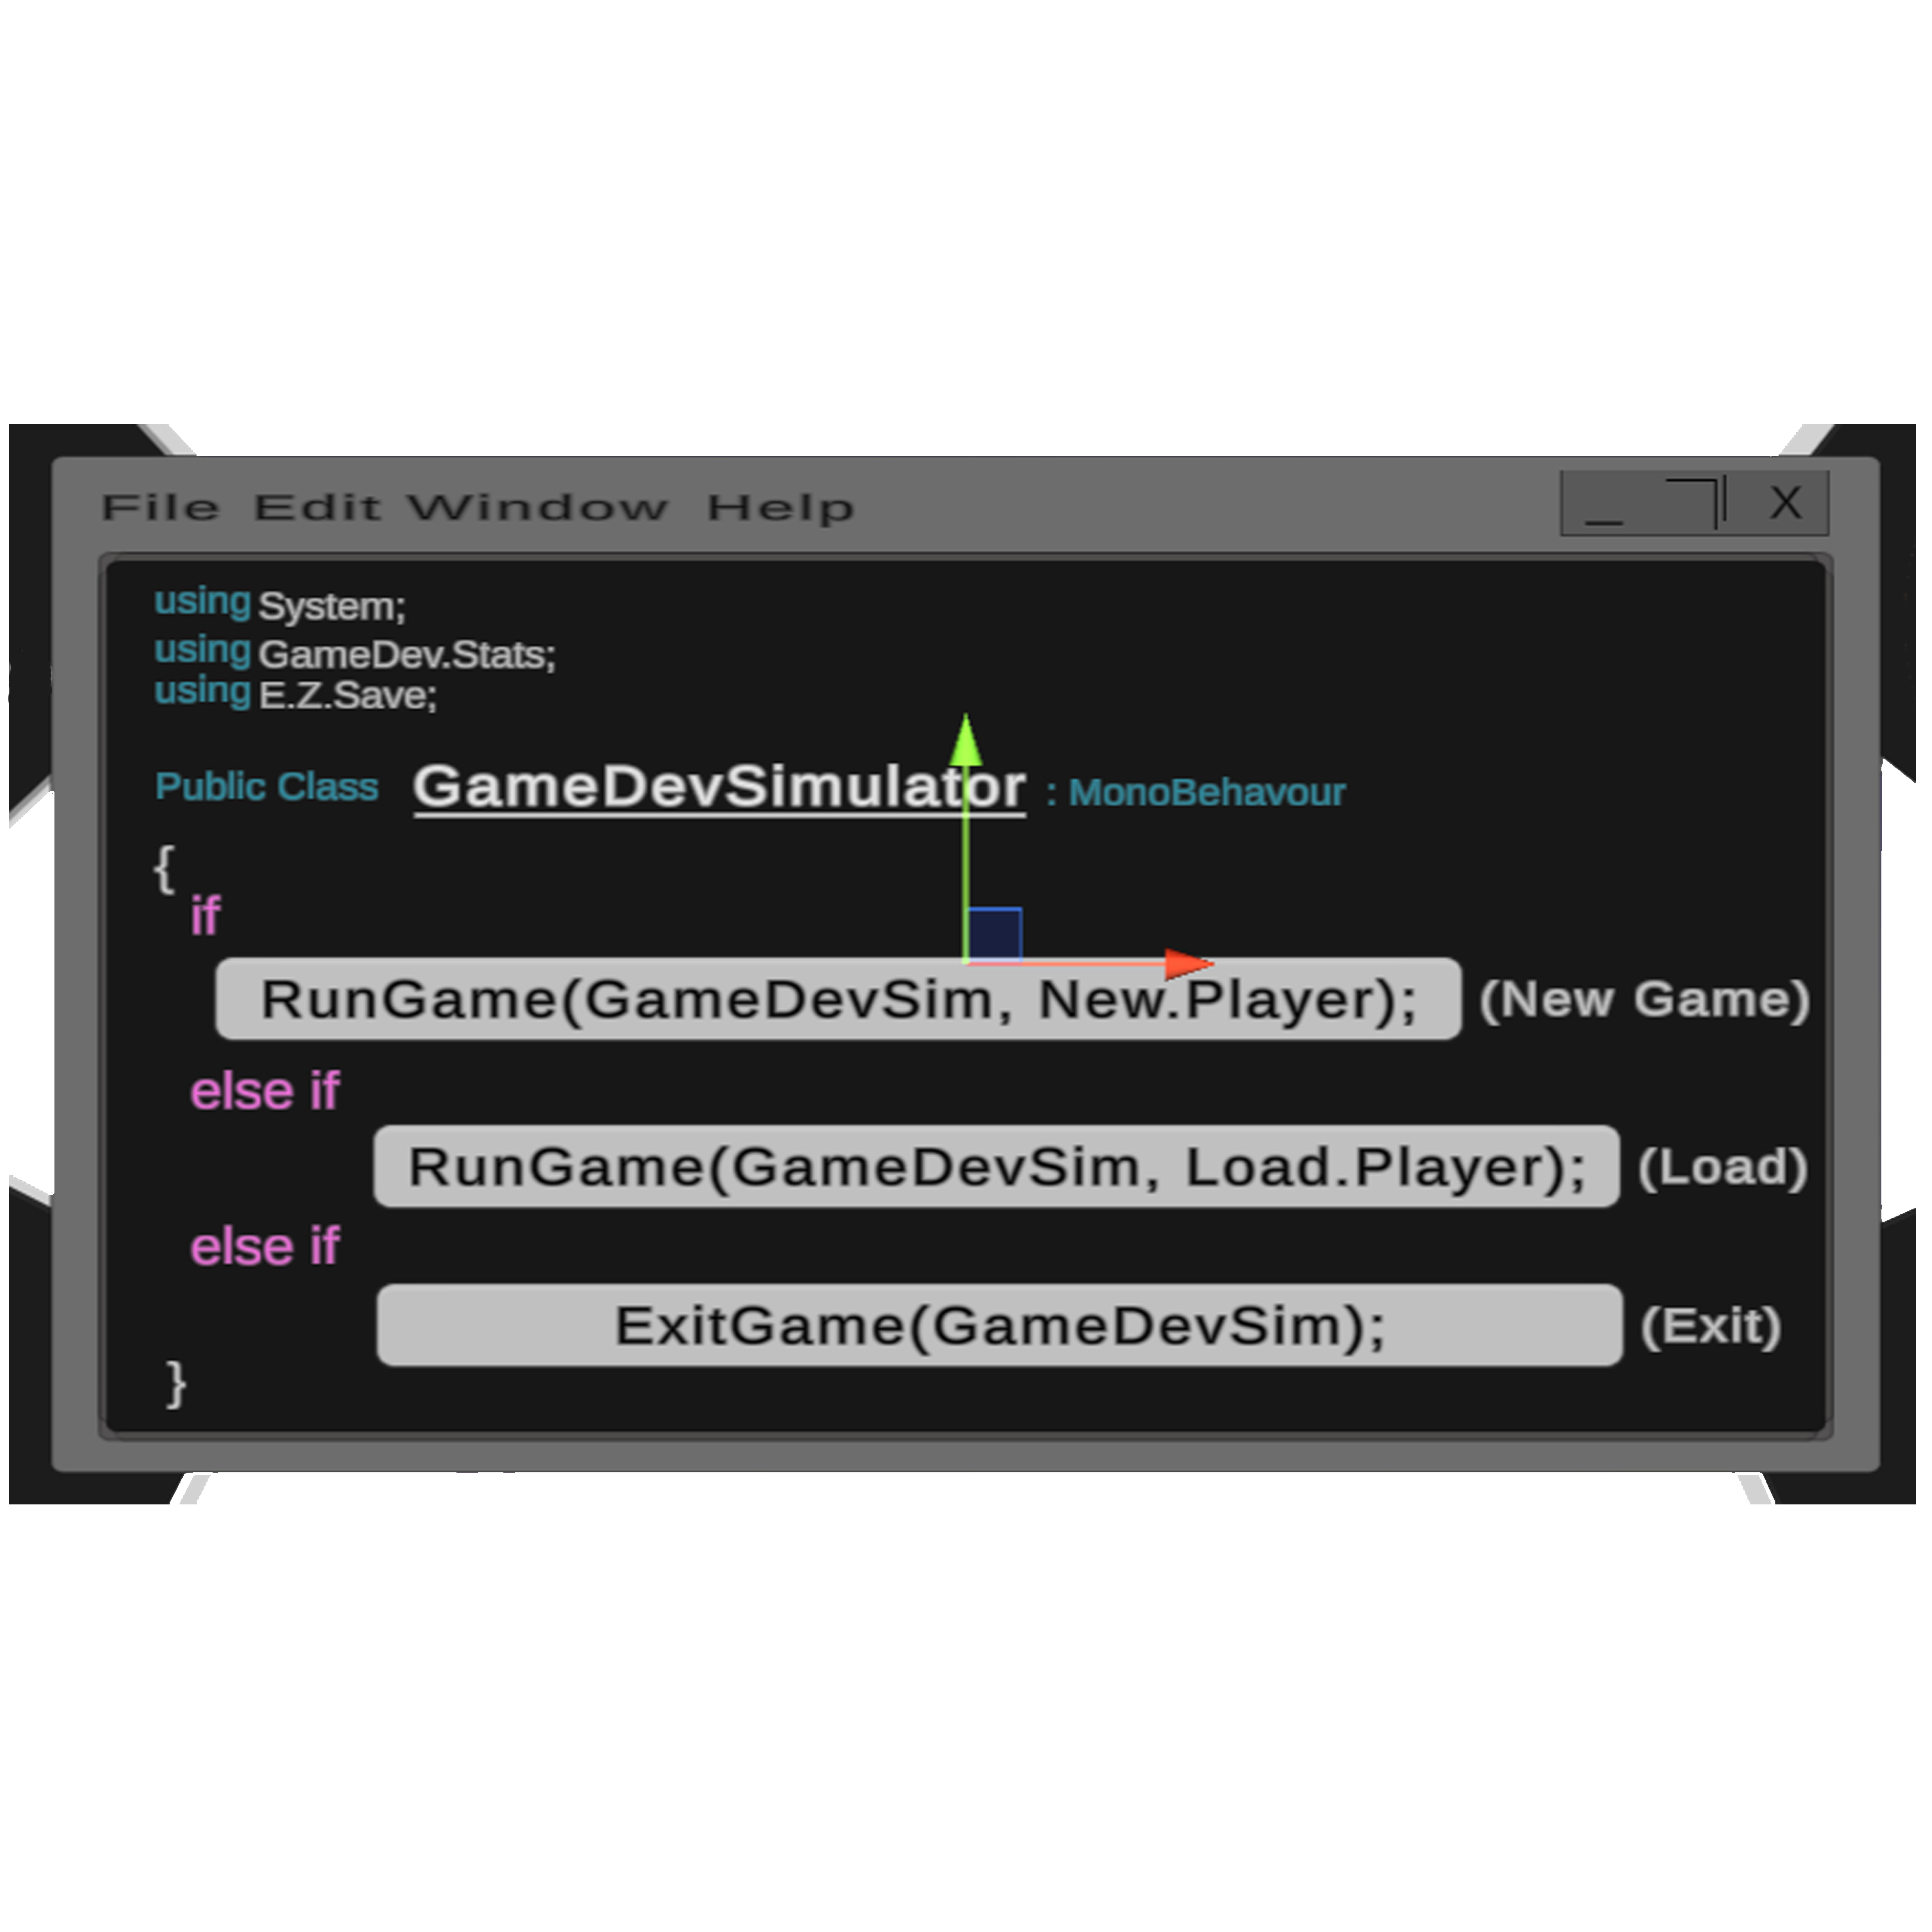 File Edit Window Help
X
using System;
using GameDev.Stats;
using E.Z.Save;
Public Class GameDevSimulator : MonoBehavour
{
if
RunGame(GameDevSim, New.Player); (New Game)
else if
RunGame(GameDevSim, Load.Player); (Load)
else if
ExitGame(GameDevSim); (Exit)
}